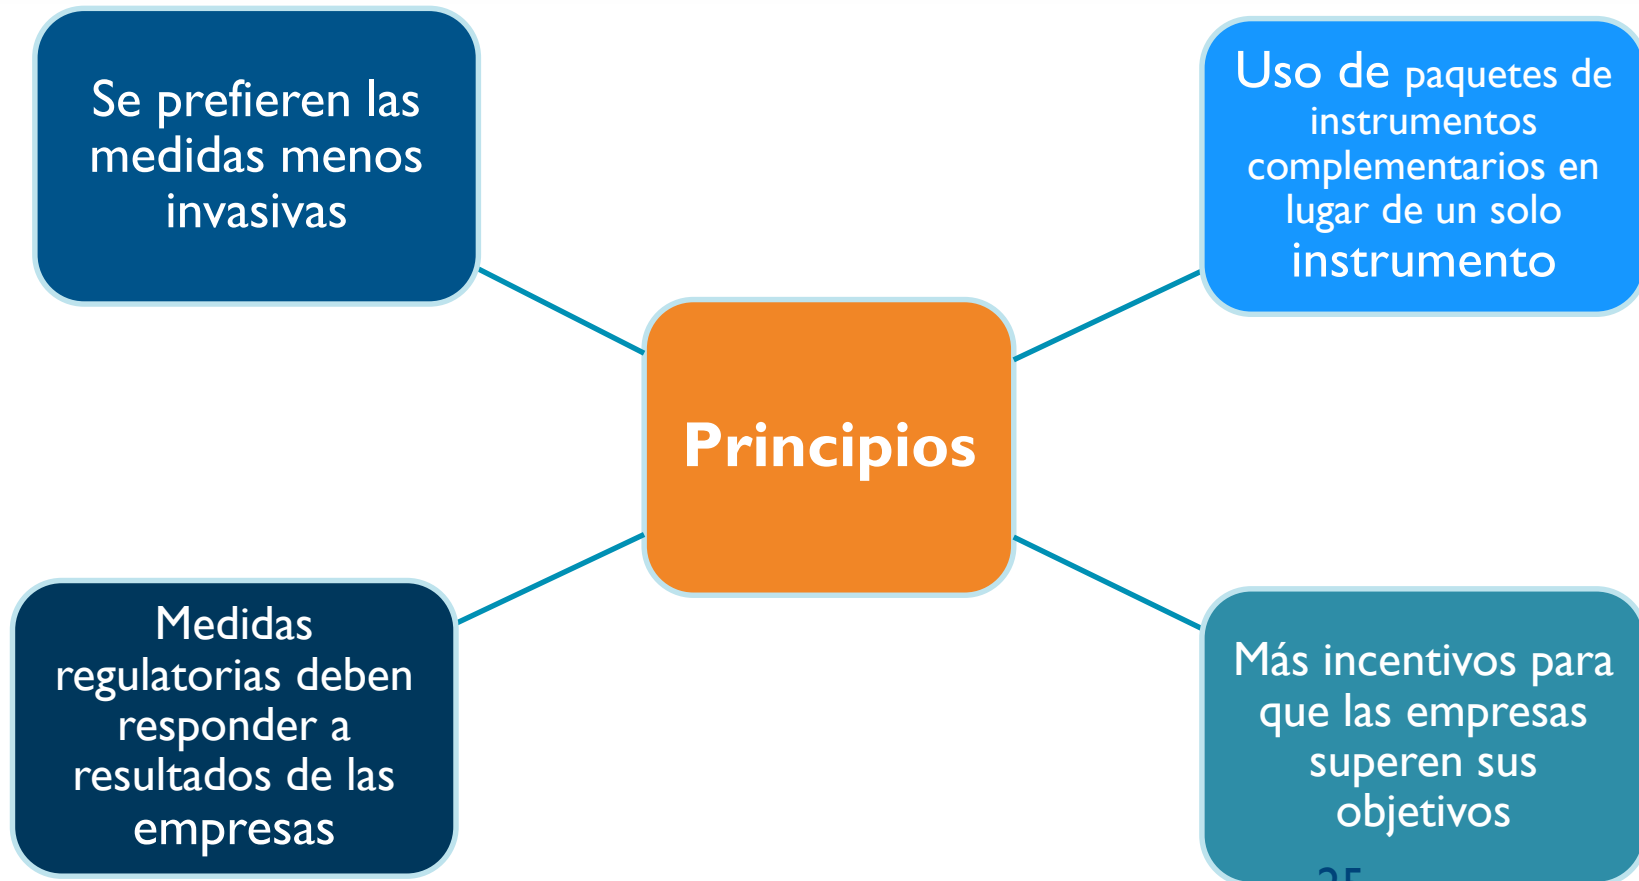 Se prefieren las
medidas menos
invasivas
Uso de paquetes de
instrumentos
complementarios en
lugar de un solo
instrumento
Principios
Medidas
regulatorias deben
responder a
resultados de las
empresas
Más incentivos para
que las empresas
superen sus
objetivos
25